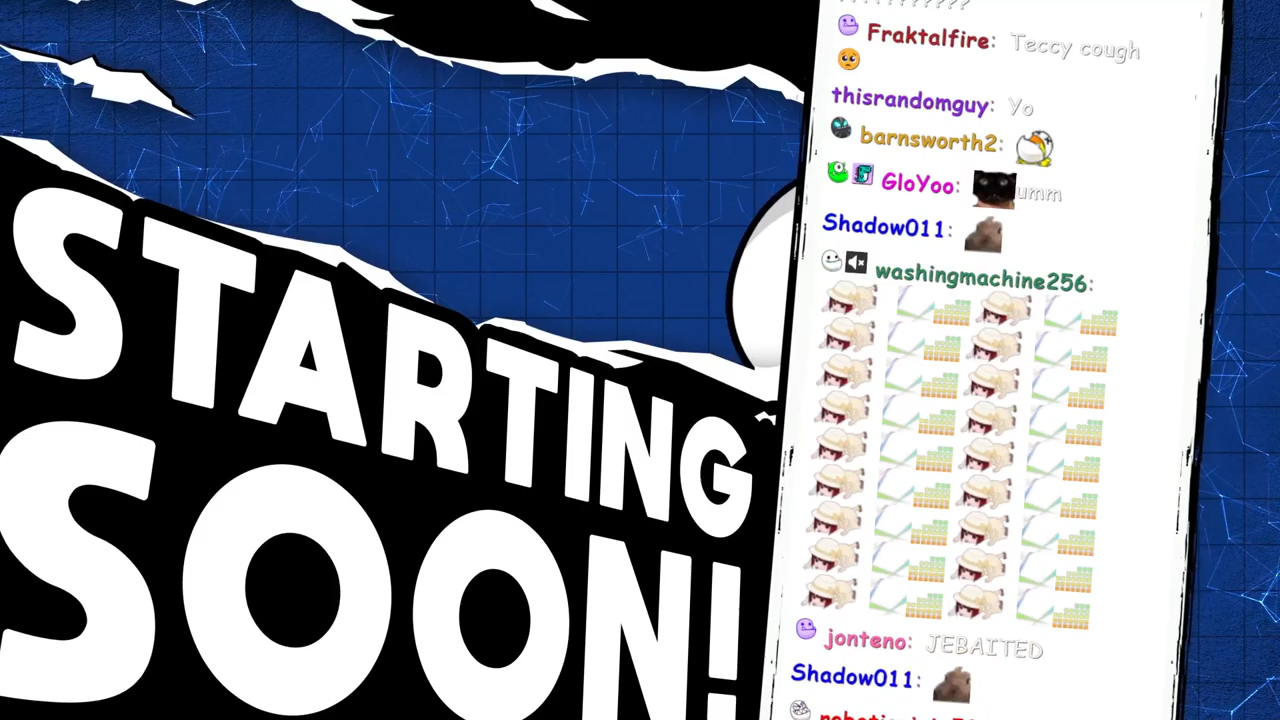 STARTING
SOON!
Fraktalfire: Teccy cough
thisrandomguy: Yo
barnsworth2:
GloYoo: umm
Shadow011:
washingmachine256:
jonteno: JEBAITED
Shadow011: